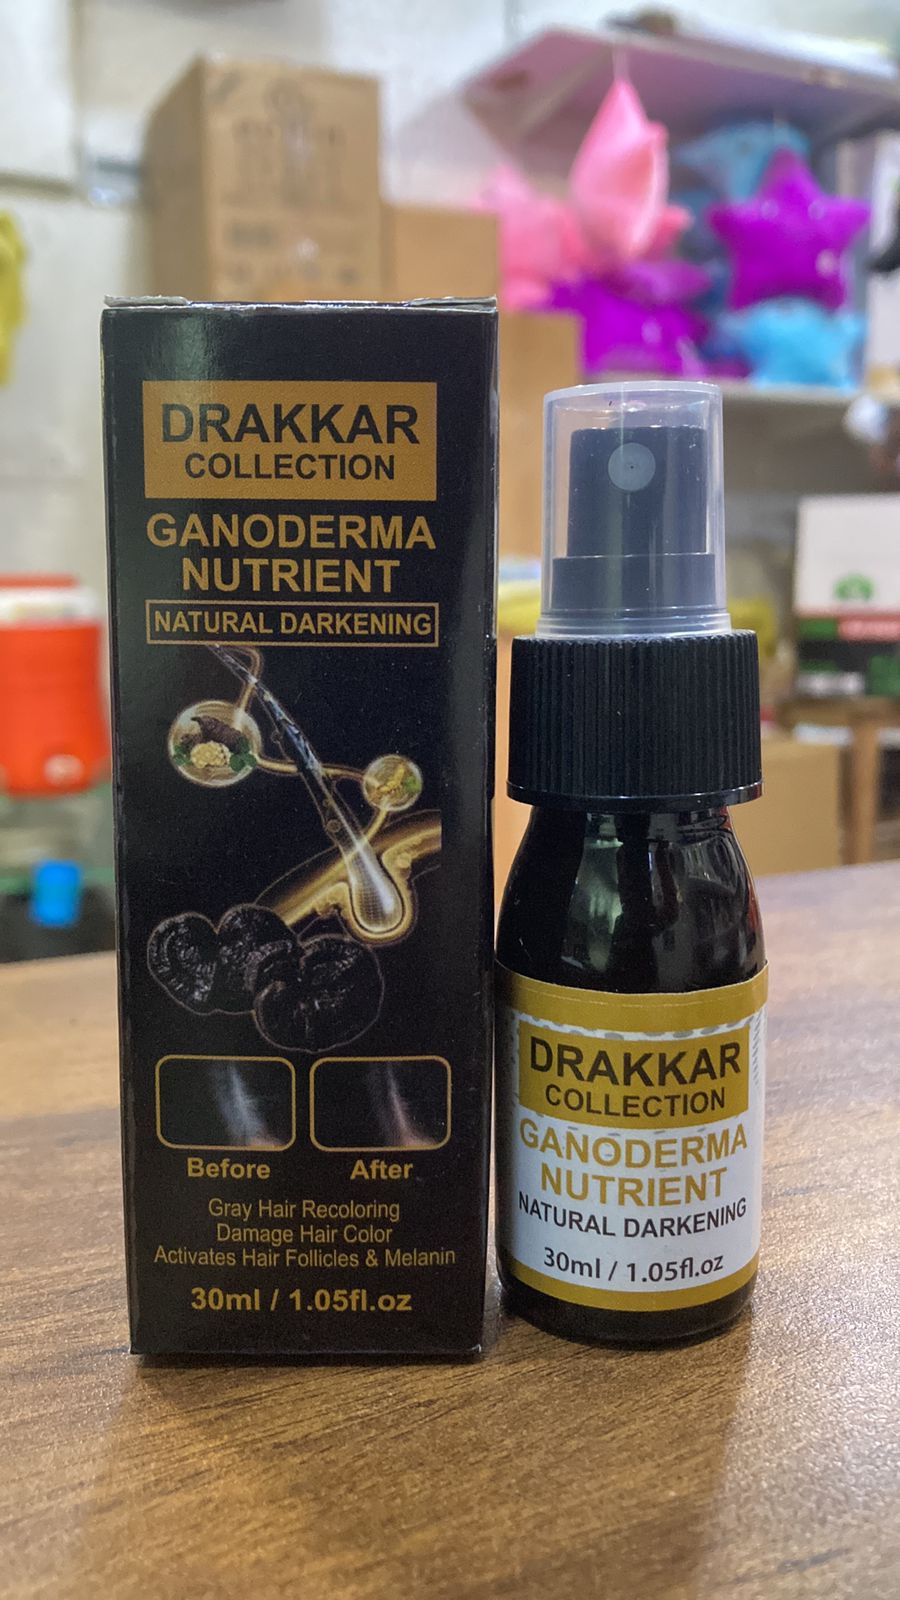 DRAKKAR
COLLECTION
GANODERMA
NUTRIENT
NATURAL DARKENING
Before
After
Gray Hair Recoloring
Damage Hair Color
Activates Hair Follicles & Melanin
30ml / 1.05fl.oz
DRAKKAR
COLLECTION
GANODERMA
NUTRIENT
NATURAL DARKENING
30ml / 1.05fl.oz